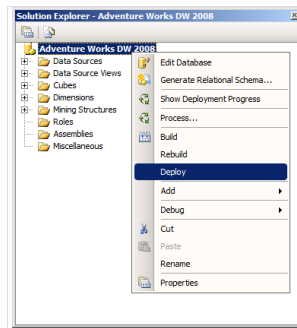 Solution Explorer - Adventure Works DW 2008
Adventure Works DW 2008
Data Sources
Data Source Views
Cubes
Dimensions
Mining Structures
Roles
Assemblies
Miscellaneous
Edit Database
Generate Relational Schema...
Show Deployment Progress
Process...
Build
Rebuild
Deploy
Add
Debug
Cut
Paste
Rename
Properties